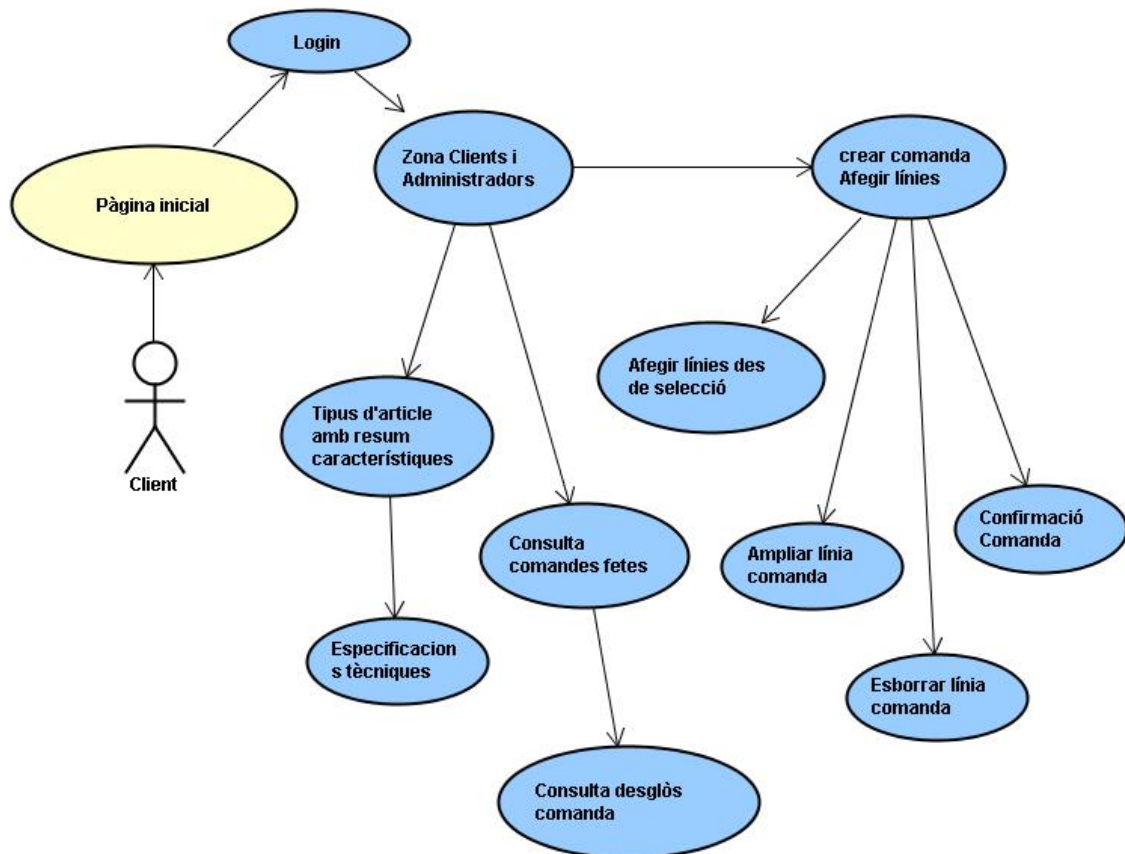 Login
Zona Clients i
Administradors
crear comanda
Afegir línies
Pàgina inicial
Afegir línies des
de selecció
Tipus d'article
amb resum
característiques
Client
Confirmació
Comanda
Consulta
comandes fetes
Ampliar línia
comanda
Especificacion
s tècniques
Esborrar línia
comanda
Consulta desglòs
comanda